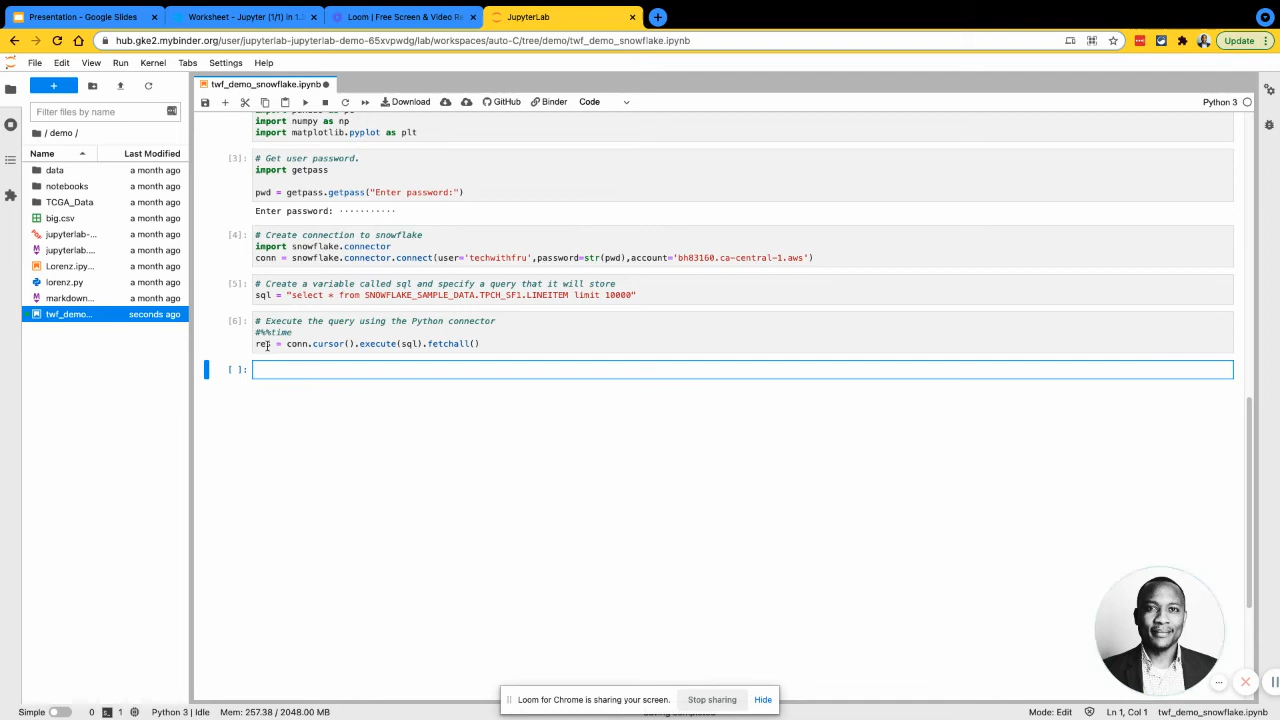 Presentation - Google Slides
Worksheet - Jupyter (1/1) in 1.
Loom | Free Screen & Video Re
JupyterLab
hub.gke2.mybinder.org/user/jupyterlab-jupyterlab-demo-65xvpwdg/lab/workspaces/auto-C/tree/demo/twf_demo_snowflake.ipynb
Update
File Edit View Run Kernel Tabs Settings Help
twf_demo_snowflake.ipynb
Download GitHub Binder Code Python 3
Filter files by name
/ demo /
Name Last Modified
data a month ago
notebooks a month ago
TCGA_Data a month ago
big.csv a month ago
jupyterlab-... a month ago
jupyterlab.... a month ago
Lorenz.ipy... a month ago
lorenz.py a month ago
markdown... a month ago
twf_demo... seconds ago
import numpy as np
import matplotlib.pyplot as plt
[3]: # Get user password.
import getpass
pwd = getpass.getpass("Enter password:")
Enter password: ···········
[4]: # Create connection to snowflake
import snowflake.connector
conn = snowflake.connector.connect(user='techwithfru',password=str(pwd),account='bh83160.ca-central-1.aws')
[5]: # Create a variable called sql and specify a query that it will store
sql = "select * from SNOWFLAKE_SAMPLE_DATA.TPCH_SF1.LINEITEM limit 10000"
[6]: # Execute the query using the Python connector
#%%time
res = conn.cursor().execute(sql).fetchall()
[ ]:
Loom for Chrome is sharing your screen. Stop sharing Hide
Simple 0 1 Python 3 | Idle Mem: 257.38 / 2048.00 MB
Mode: Edit Ln 1, Col 1 twf_demo_snowflake.ipynb